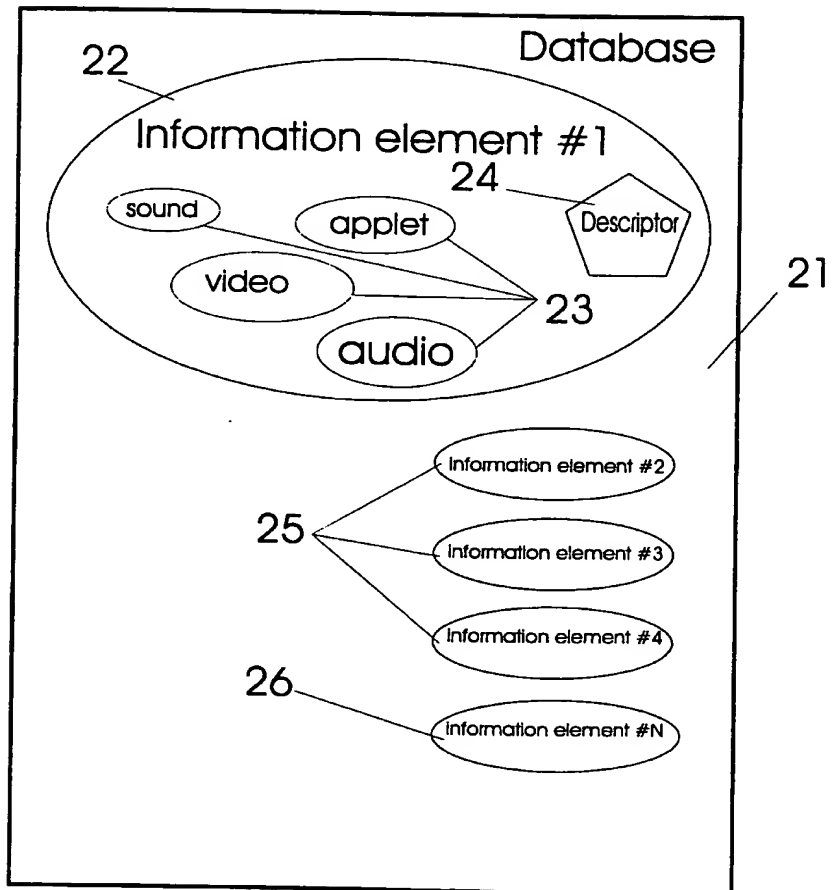 Database
22
Information element #1
24
sound
applet
Descriptor
video
21
23
audio
Information element #2
25
Information element #3
Information element #4
26
Information element #N